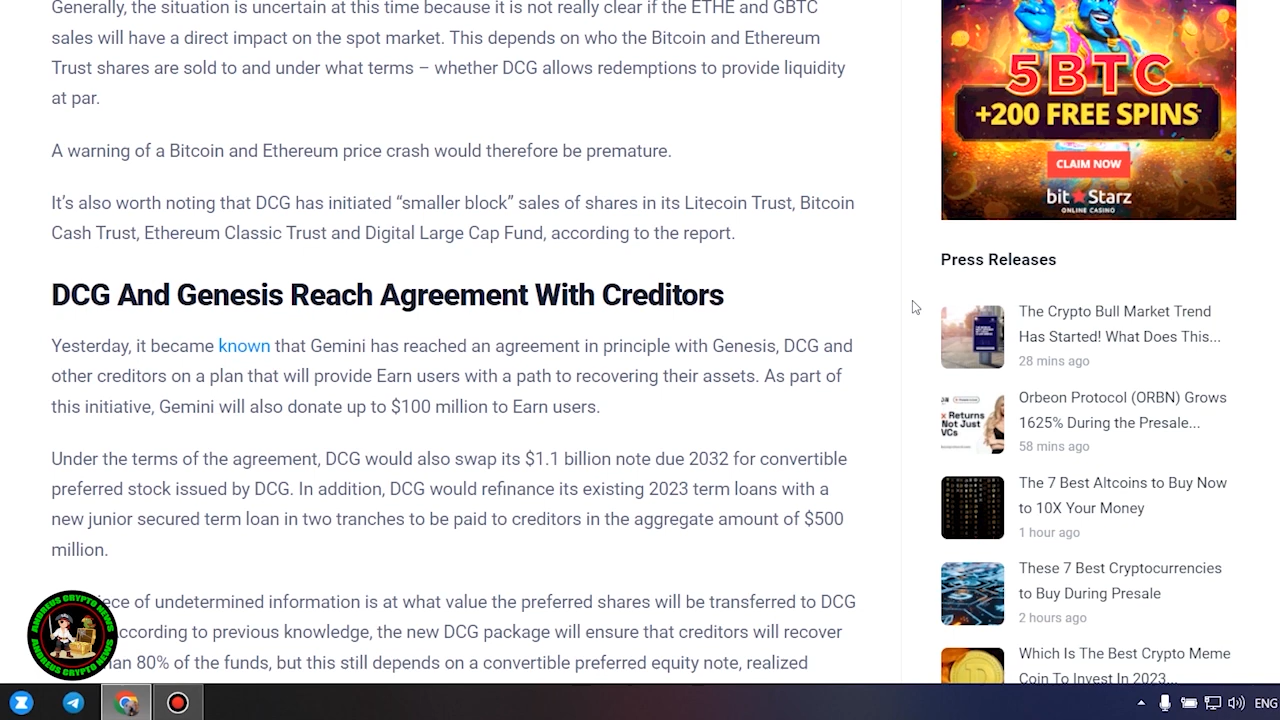 Generally, the situation is uncertain at this time because it is not really clear if the ETHE and GBTC
sales will have a direct impact on the spot market. This depends on who the Bitcoin and Ethereum
Trust shares are sold to and under what terms — whether DCG allows redemptions to provide liquidity
at par.
A warning of a Bitcoin and Ethereum price crash would therefore be premature.
It’s also worth noting that DCG has initiated “smaller block” sales of shares in its Litecoin Trust, Bitcoin
Cash Trust, Ethereum Classic Trust and Digital Large Cap Fund, according to the report.
DCG And Genesis Reach Agreement With Creditors
Yesterday, it became known that Gemini has reached an agreement in principle with Genesis, DCG and
other creditors on a plan that will provide Earn users with a path to recovering their assets. As part of
this initiative, Gemini will also donate up to $100 million to Earn users.
Under the terms of the agreement, DCG would also swap its $1.1 billion note due 2032 for convertible
preferred stock issued by DCG. In addition, DCG would refinance its existing 2023 term loans with a
new junior secured term loan in two tranches to be paid to creditors in the aggregate amount of $500
million.
piece of undetermined information is at what value the preferred shares will be transferred to DCG
according to previous knowledge, the new DCG package will ensure that creditors will recover
than 80% of the funds, but this still depends on a convertible preferred equity note, realized
ANDREUS CRYPTO NEWS
ANDREUS CRYPTO NEWS
5BTC
+200 FREE SPINS
CLAIM NOW
bitStarz
ONLINE CASINO
Press Releases
The Crypto Bull Market Trend
Has Started! What Does This...
28 mins ago
x Returns
Not Just
VCs
Orbeon Protocol (ORBN) Grows
1625% During the Presale...
58 mins ago
The 7 Best Altcoins to Buy Now
to 10X Your Money
1 hour ago
These 7 Best Cryptocurrencies
to Buy During Presale
2 hours ago
Which Is The Best Crypto Meme
Coin To Invest In 2023...
ENG